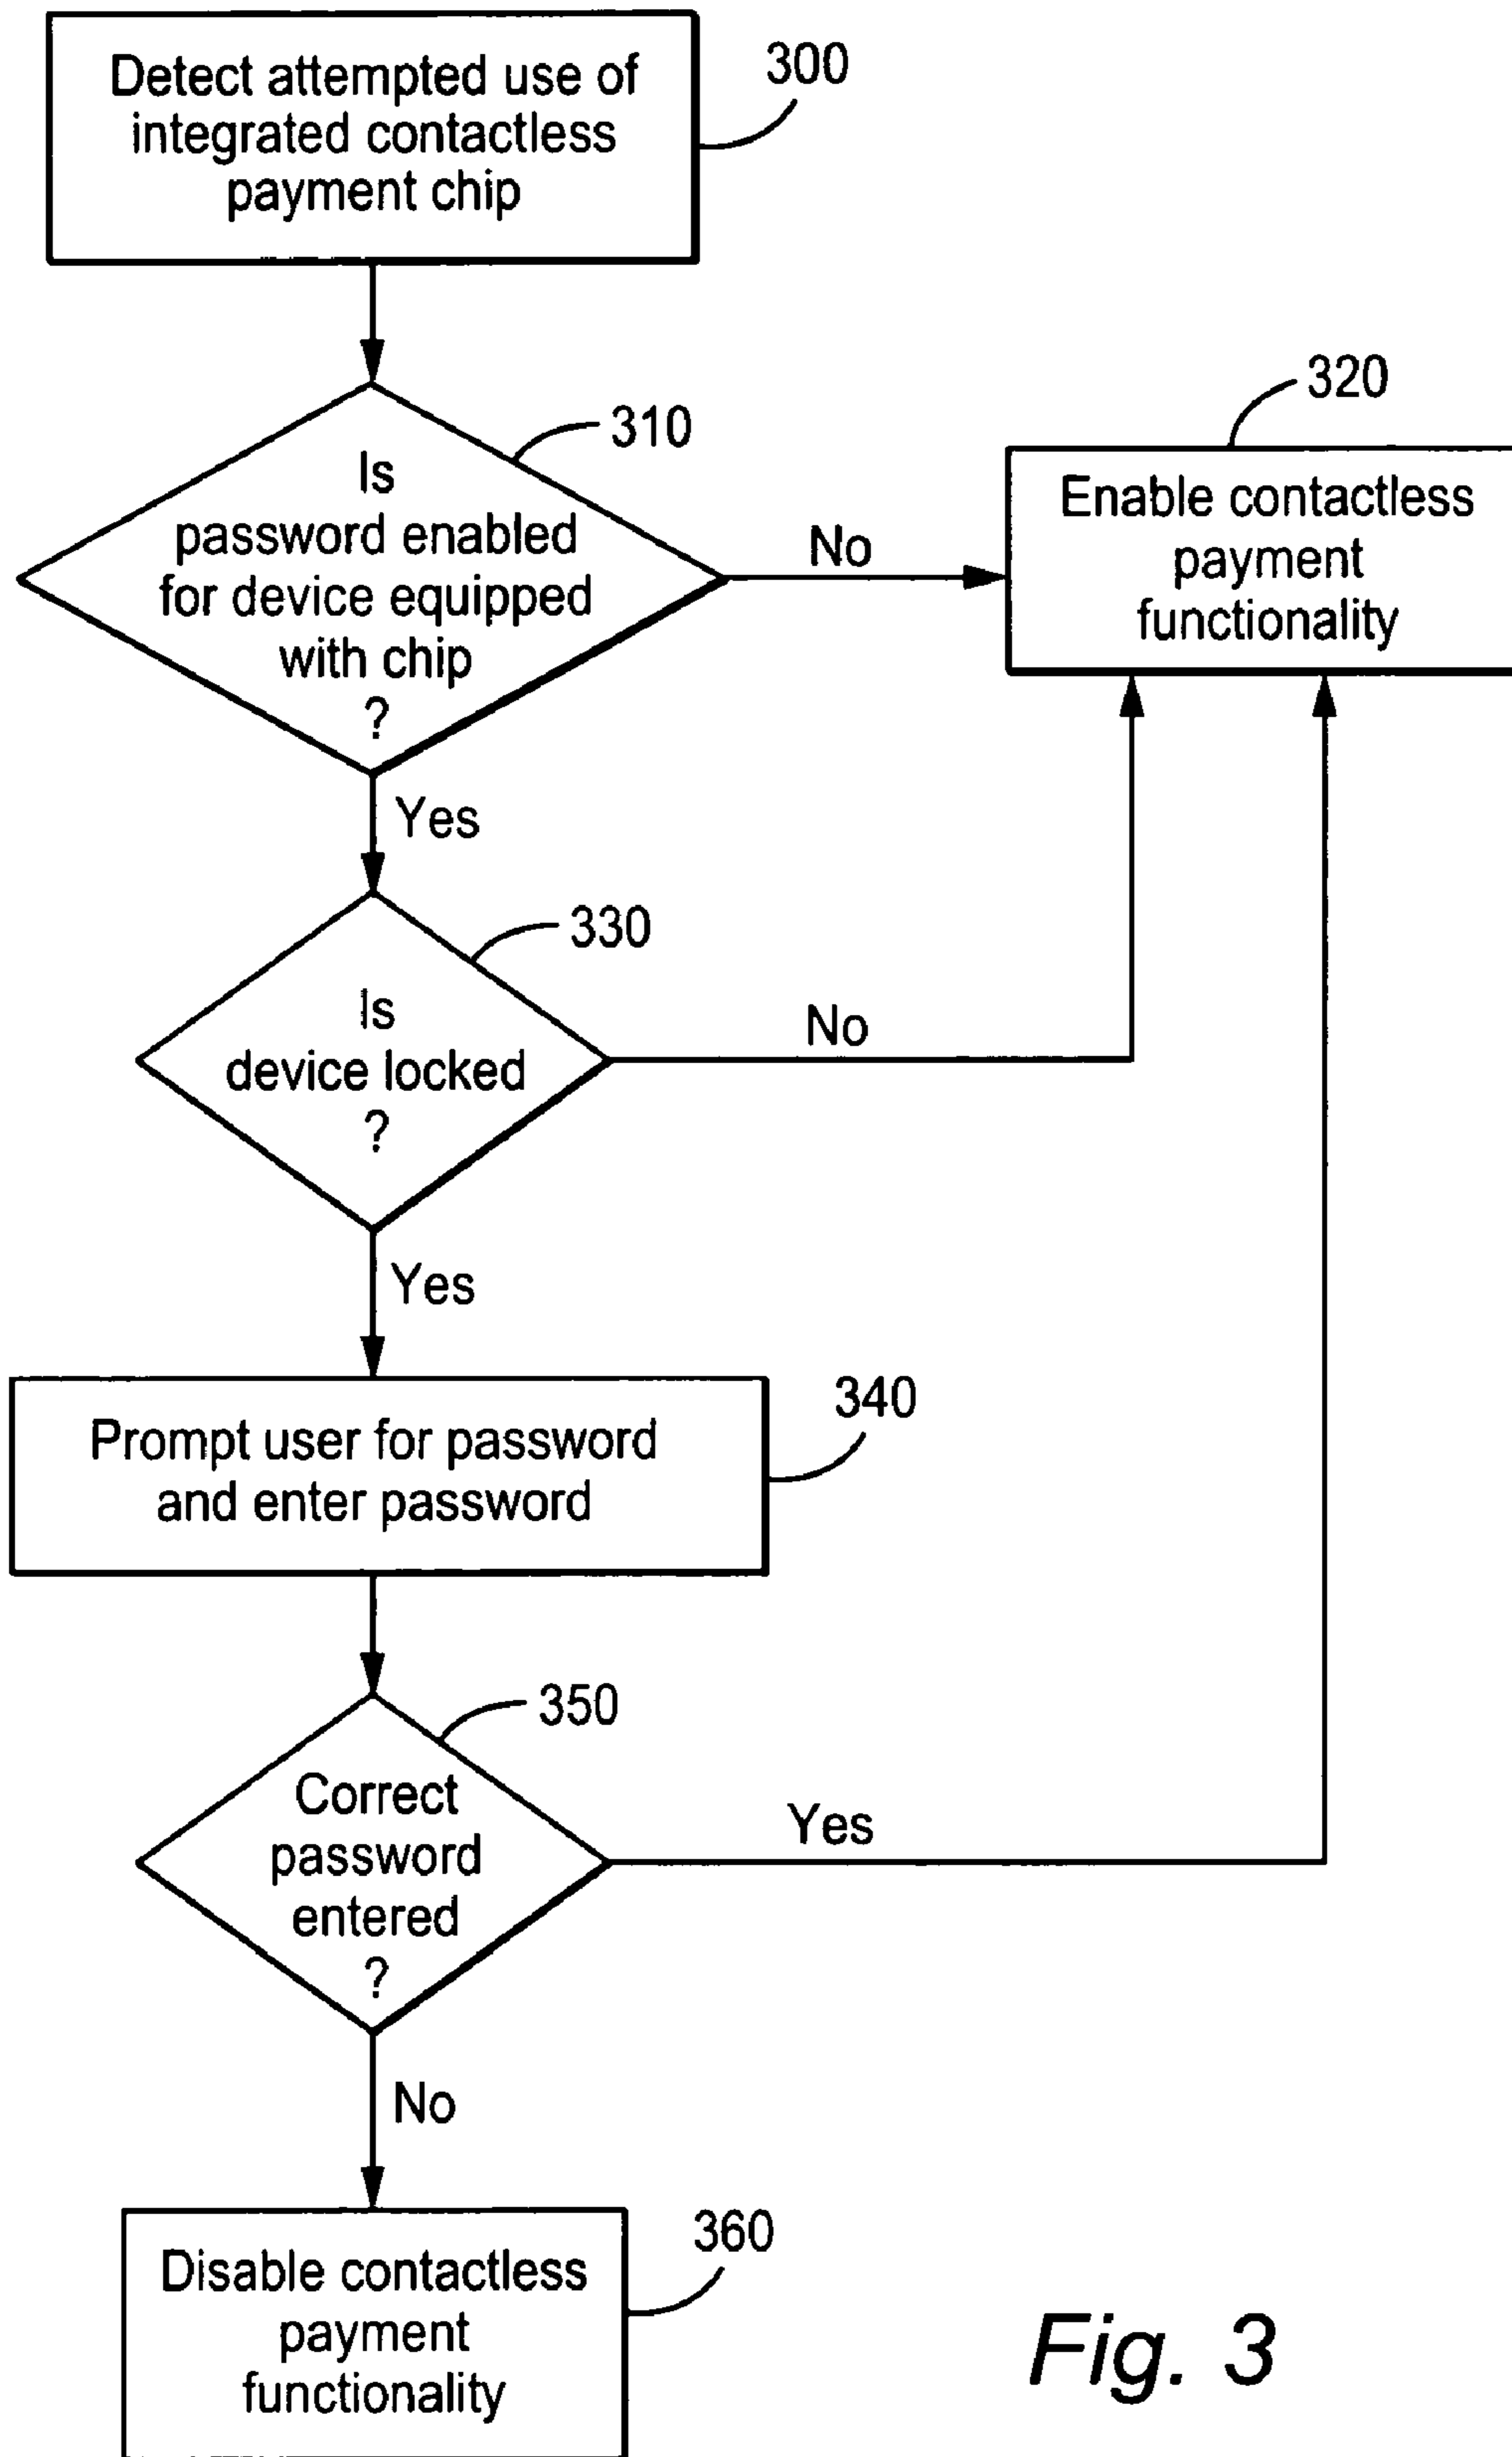 Detect attempted use of
integrated contactless
payment chip
300
Is
password enabled
for device equipped
with chip
?
310
No
320
Enable contactless
payment
functionality
Yes
330
Is
device locked
?
No
Yes
340
Prompt user for password
and enter password
350
Correct
password
entered
?
Yes
No
360
Disable contactless
payment
functionality
Fig. 3